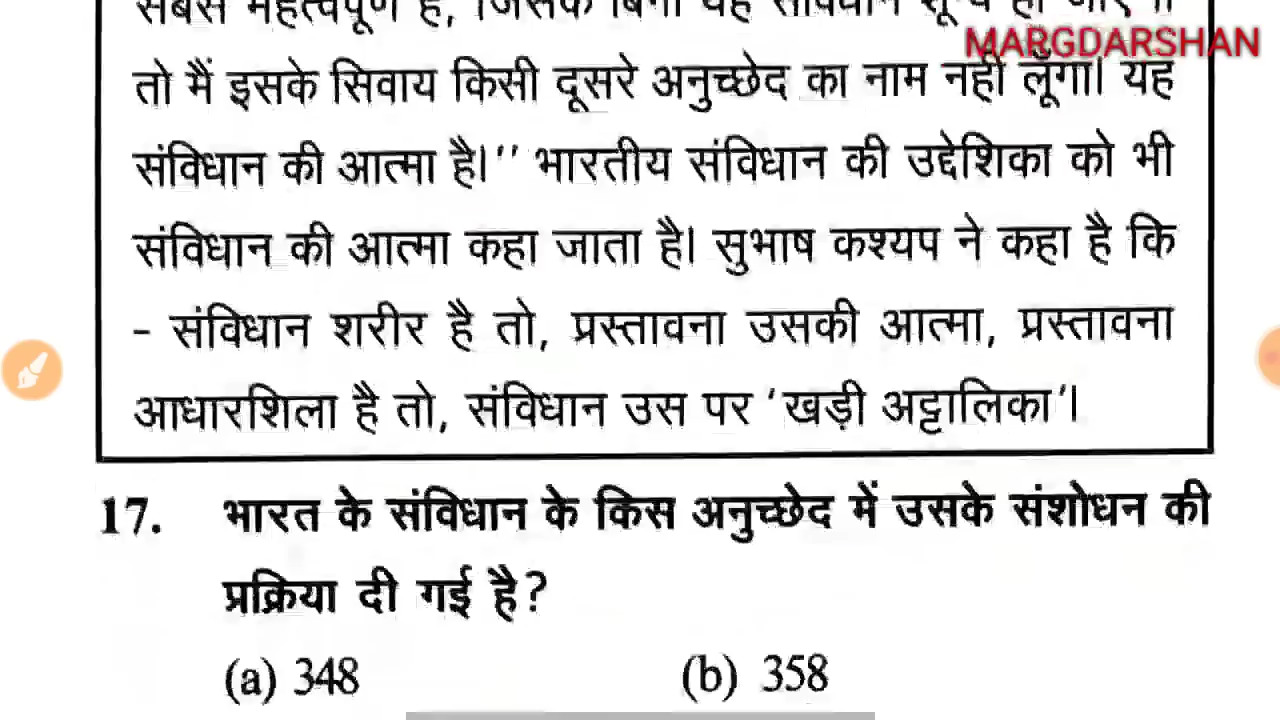 MARGDARSHAN
तो मैं इसके सिवाय किसी दूसरे अनुच्छेद का नाम नहीं लूँगा। यह
संविधान की आत्मा है।’’ भारतीय संविधान की उद्देशिका को भी
संविधान की आत्मा कहा जाता है। सुभाष कश्यप ने कहा है कि
- संविधान शरीर है तो, प्रस्तावना उसकी आत्मा, प्रस्तावना
आधारशिला है तो, संविधान उस पर ‘खड़ी अट्टालिका’।
17. भारत के संविधान के किस अनुच्छेद में उसके संशोधन की
प्रक्रिया दी गई है?
(a) 348 (b) 358